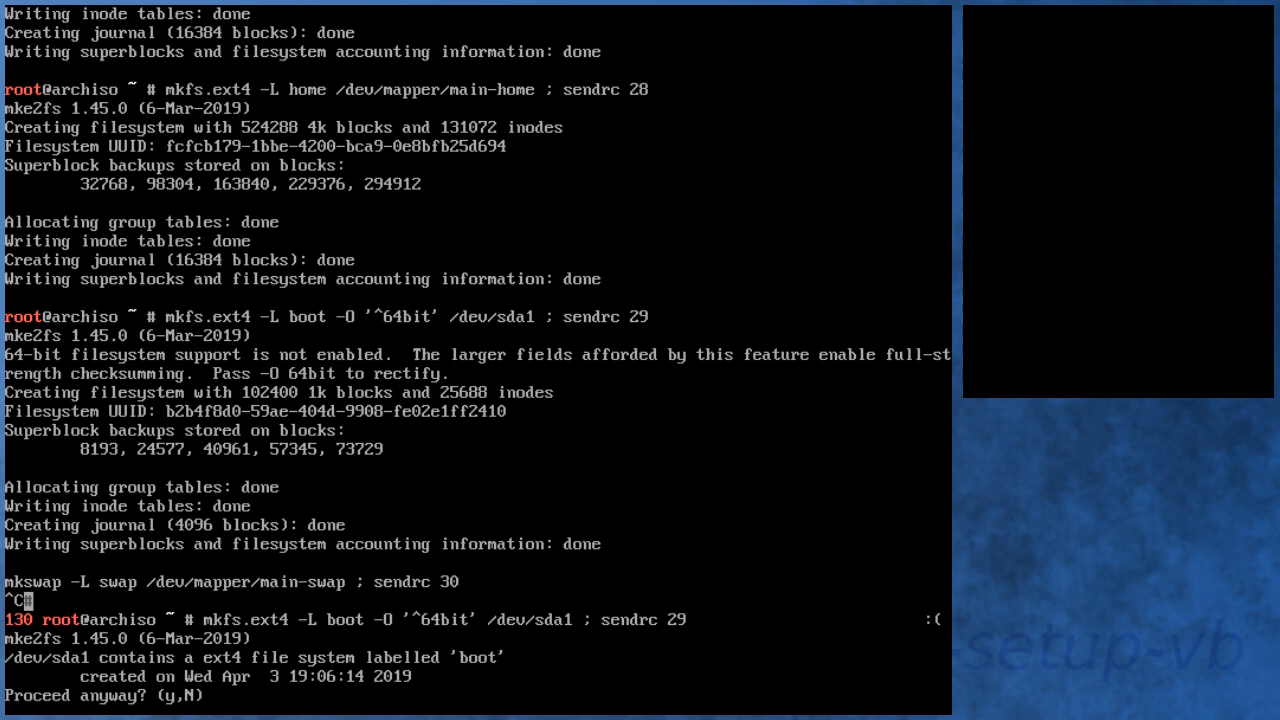 Writing inode tables: done
Creating journal (16384 blocks): done
Writing superblocks and filesystem accounting information: done
root@archiso ~ # mkfs.ext4 -L home /dev/mapper/main-home ; sendrc 28
mke2fs 1.45.0 (6-Mar-2019)
Creating filesystem with 524288 4k blocks and 131072 inodes
Filesystem UUID: fcfcb179-1bbe-4200-bca9-0e8bfb25d694
Superblock backups stored on blocks:
32768, 98304, 163840, 229376, 294912
Allocating group tables: done
Writing inode tables: done
Creating journal (16384 blocks): done
Writing superblocks and filesystem accounting information: done
root@archiso ~ # mkfs.ext4 -L boot -O '^64bit' /dev/sda1 ; sendrc 29
mke2fs 1.45.0 (6-Mar-2019)
64-bit filesystem support is not enabled.  The larger fields afforded by this feature enable full-st
rength checksumming.  Pass -O 64bit to rectify.
Creating filesystem with 102400 1k blocks and 25688 inodes
Filesystem UUID: b2b4f8d0-59ae-404d-9908-fe02e1ff2410
Superblock backups stored on blocks:
8193, 24577, 40961, 57345, 73729
Allocating group tables: done
Writing inode tables: done
Creating journal (4096 blocks): done
Writing superblocks and filesystem accounting information: done
mkswap -L swap /dev/mapper/main-swap ; sendrc 30
^C#
130 root@archiso ~ # mkfs.ext4 -L boot -O '^64bit' /dev/sda1 ; sendrc 29 :(
mke2fs 1.45.0 (6-Mar-2019)
/dev/sda1 contains a ext4 file system labelled 'boot'
created on Wed Apr  3 19:06:14 2019
Proceed anyway? (y,N)
-setup-vb